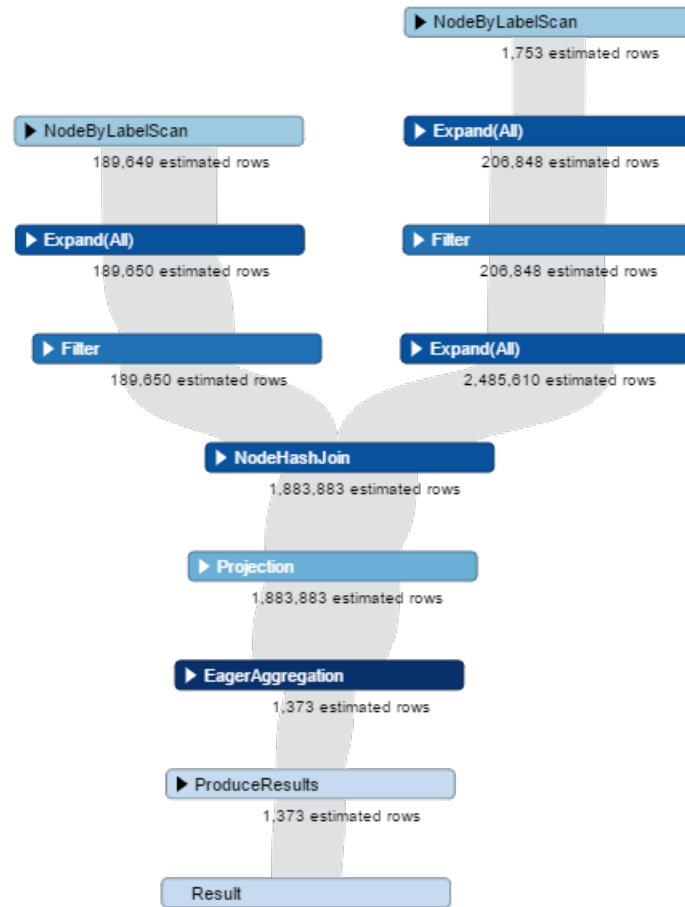 NodeByLabelScan
1,753 estimated rows
NodeByLabelScan
189,649 estimated rows
Expand(All)
206,848 estimated rows
Expand(All)
189,650 estimated rows
Filter
206,848 estimated rows
Filter
189,650 estimated rows
Expand(All)
2,485,610 estimated rows
NodeHashJoin
1,883,883 estimated rows
Projection
1,883,883 estimated rows
EagerAggregation
1,373 estimated rows
ProduceResults
1,373 estimated rows
Result